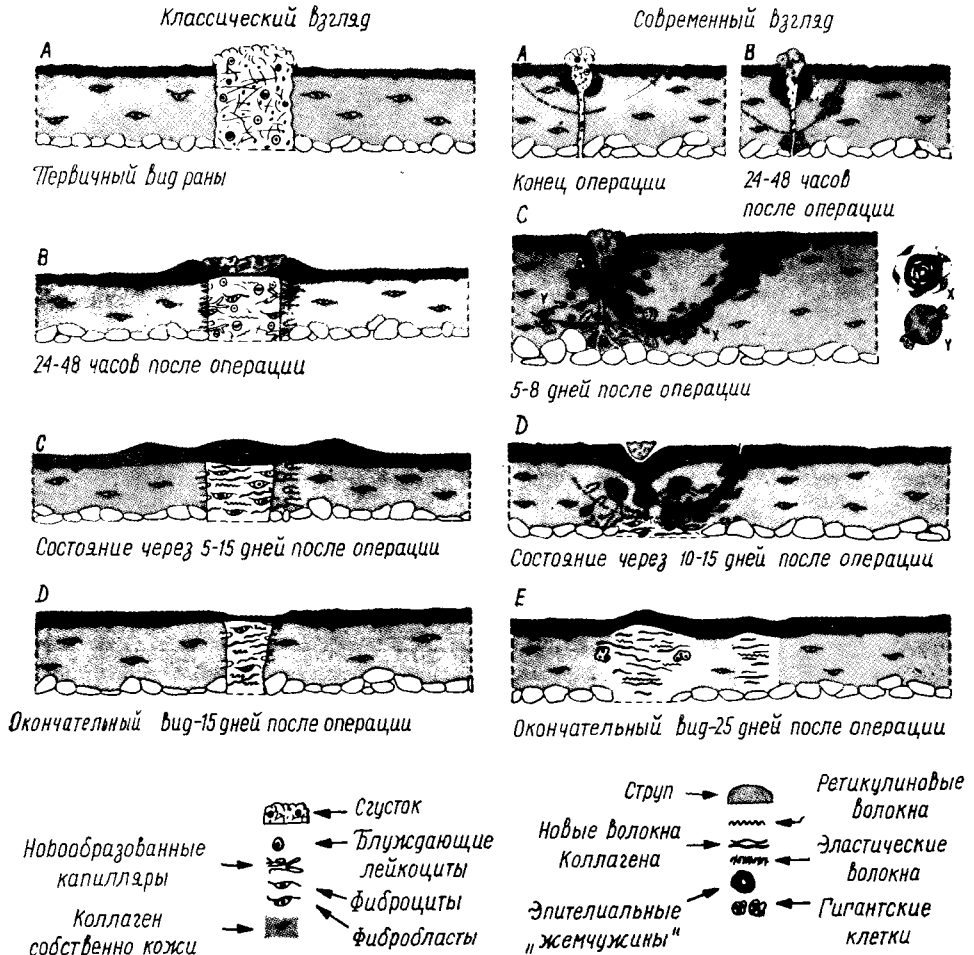 Классический взгляд
A
Первичный вид раны
B
24-48 часов после операции
C
Состояние через 5-15 дней после операции
D
Окончательный вид-15 дней после операции
Современный взгляд
A
Конец операции
B
24-48 часов
после операции
C
Y
X
X
Y
5-8 дней после операции
D
Состояние через 10-15 дней после операции
E
Окончательный вид-25 дней после операции
Сгусток
Блуждающие
лейкоциты
Новообразованные
капилляры
Фиброциты
Фибробласты
Коллаген
собственно кожи
Струп
Ретикулиновые
волокна
Новые волокна
Коллагена
Эластические
волокна
Эпителиальные
„жемчужины“
Гигантские
клетки